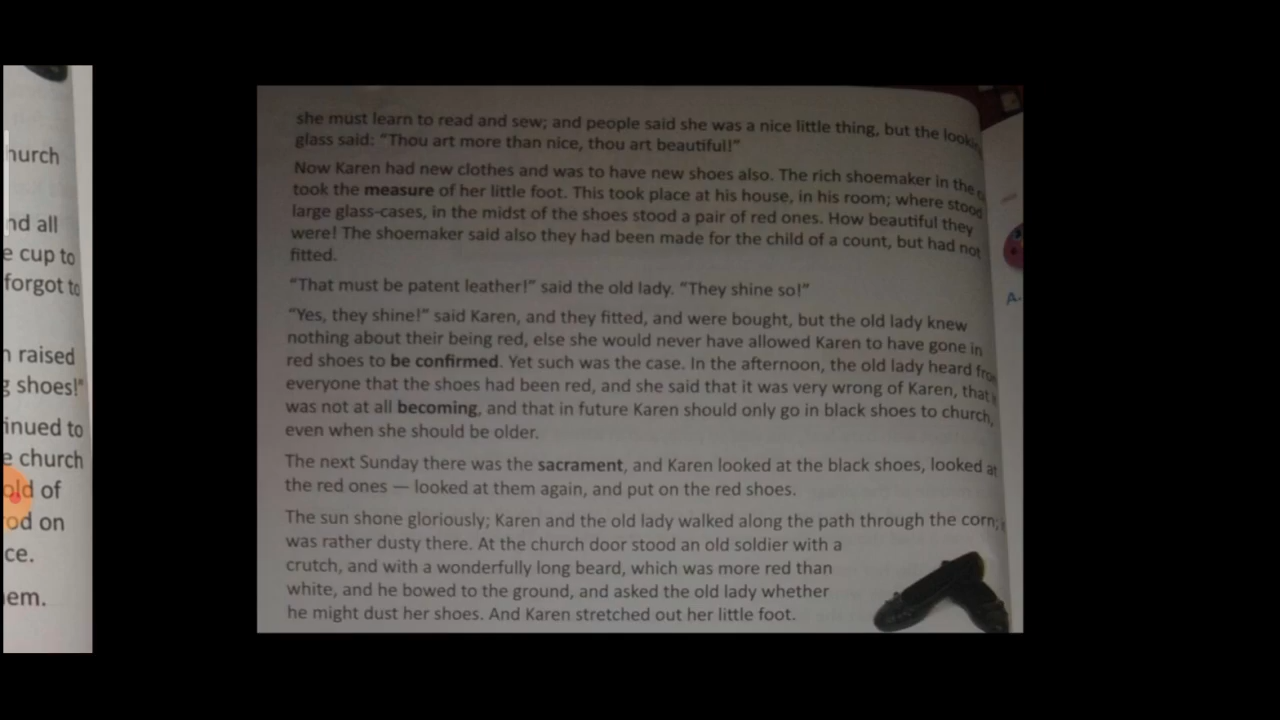 hurch
nd all
e cup to
forgot to
n raised
g shoes!"
inued to
e church
old of
od on
ce.
em.
she must learn to read and sew; and people said she was a nice little thing, but the looki
glass said: “Thou art more than nice, thou art beautiful!”
Now Karen had new clothes and was to have new shoes also. The rich shoemaker in the
took the measure of her little foot. This took place at his house, in his room; where stood
large glass-cases, in the midst of the shoes stood a pair of red ones. How beautiful they
were! The shoemaker said also they had been made for the child of a count, but had not
fitted.
“That must be patent leather!” said the old lady. “They shine so!”
“Yes, they shine!” said Karen, and they fitted, and were bought, but the old lady knew
nothing about their being red, else she would never have allowed Karen to have gone in
red shoes to be confirmed. Yet such was the case. In the afternoon, the old lady heard fro
everyone that the shoes had been red, and she said that it was very wrong of Karen, that
was not at all becoming, and that in future Karen should only go in black shoes to church,
even when she should be older.
The next Sunday there was the sacrament, and Karen looked at the black shoes, looked at
the red ones — looked at them again, and put on the red shoes.
The sun shone gloriously; Karen and the old lady walked along the path through the corn;
was rather dusty there. At the church door stood an old soldier with a
crutch, and with a wonderfully long beard, which was more red than
white, and he bowed to the ground, and asked the old lady whether
he might dust her shoes. And Karen stretched out her little foot.
A-